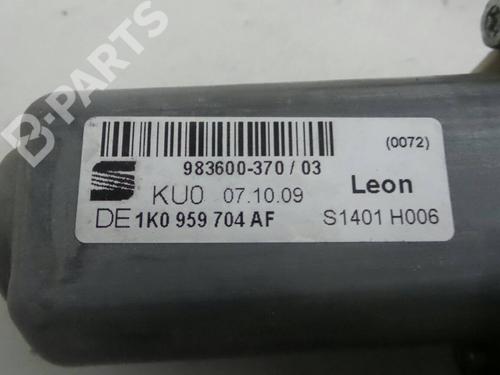 B-PARTS
(0072)
983600-370 / 03
KU0 07.10.09 Leon
DE 1K0 959 704 AF S1401 H006